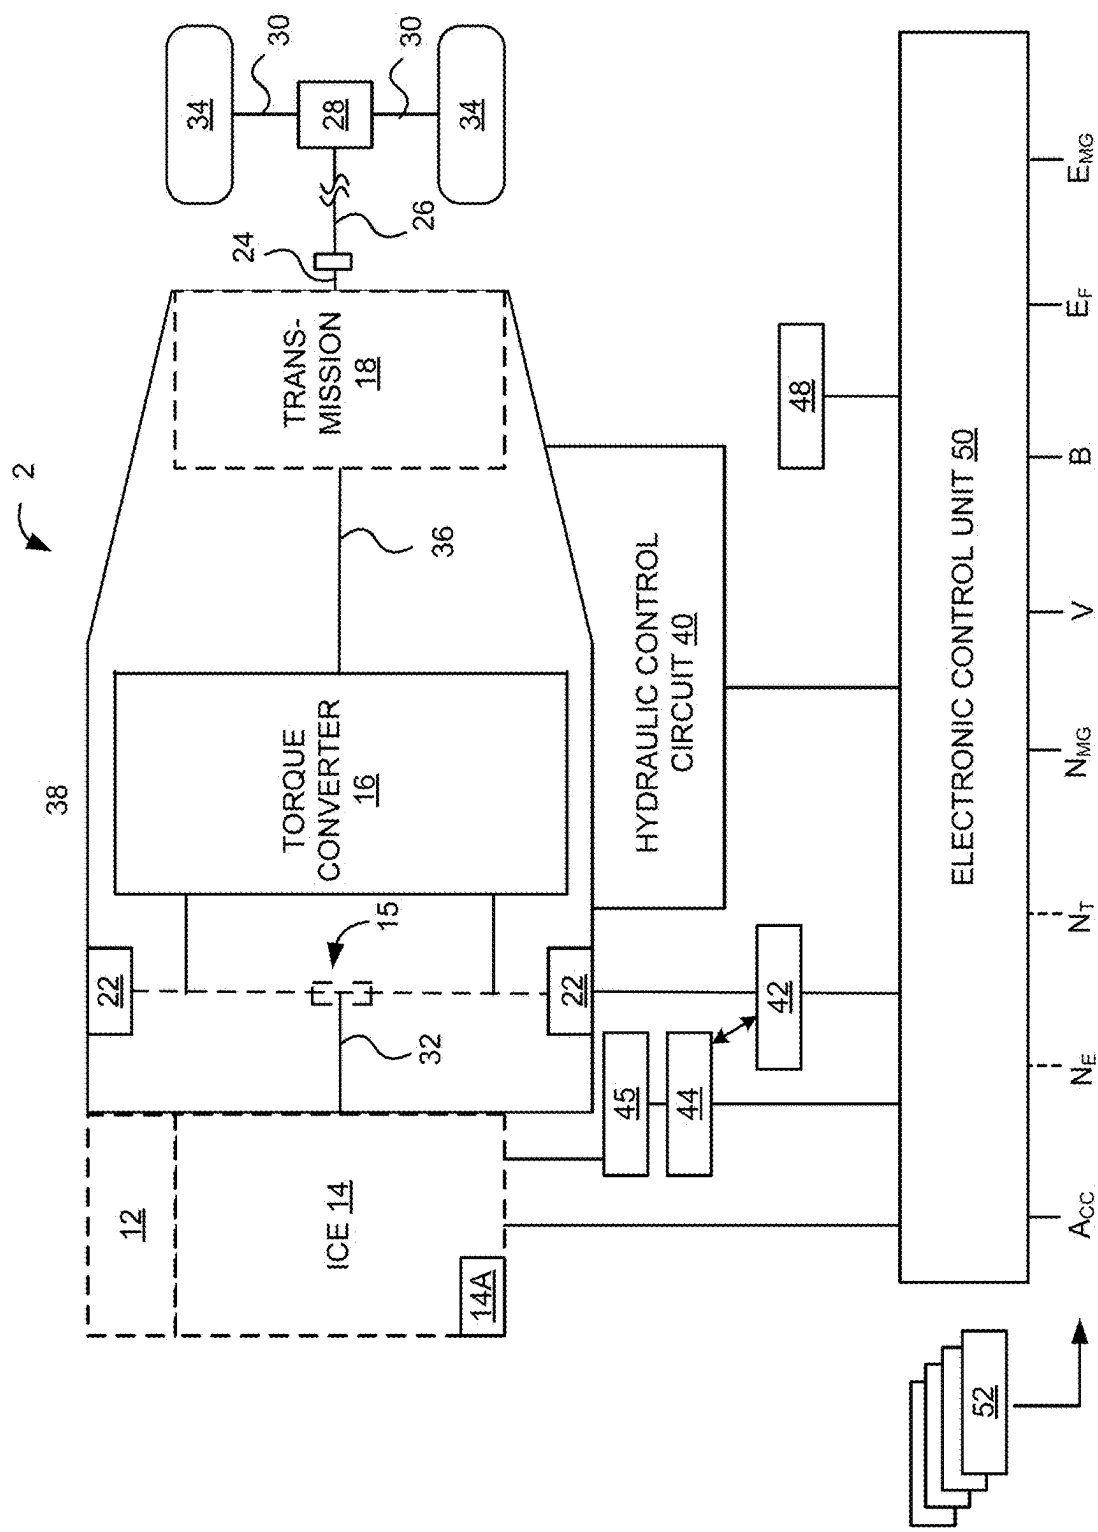 2
38
12
ICE 14
14A
22
22
32
15
TORQUE
CONVERTER
16
36
TRANS-
MISSION
18
24
26
28
30
30
34
34
HYDRAULIC CONTROL
CIRCUIT 40
45
44
42
48
ELECTRONIC CONTROL UNIT 50
52
ACC
NE
NT
NMG
V
B
EF
EMG